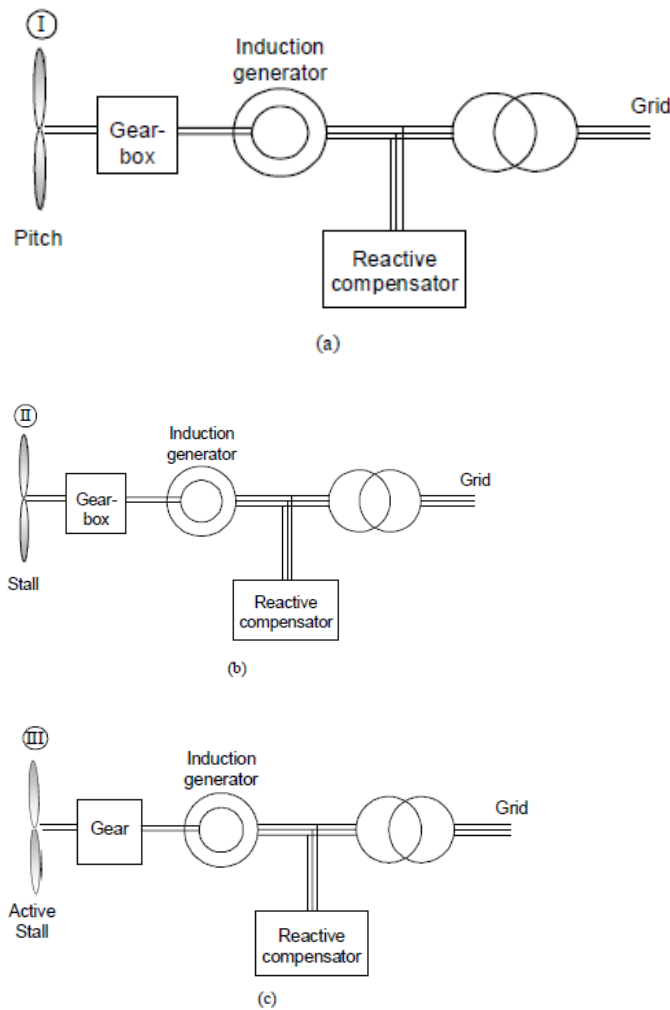 I
Induction
generator
Grid
Gear-
box
Pitch
Reactive
compensator
(a)
II
Induction
generator
Grid
Gear-
box
Stall
Reactive
compensator
(b)
III
Induction
generator
Grid
Gear
Active
Stall
Reactive
compensator
(c)